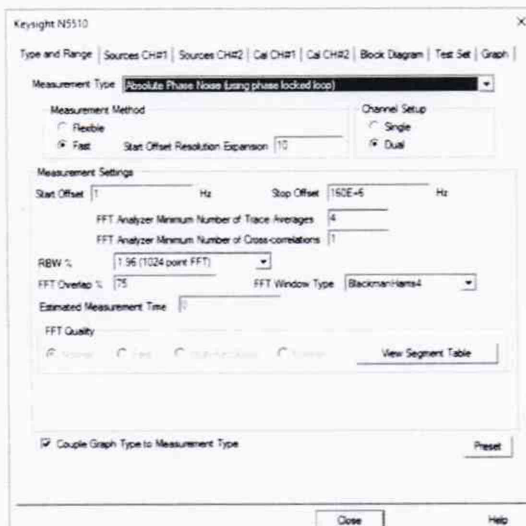 Keysight N5510
Type and Range Sources CH#1 Sources CH#2 Cal CH#1 Cal CH#2 Block Diagram Test Set Graph
Measurement Type Absolute Phase Noise (using phase locked loop)
Measurement Method Channel Setup
Flexible Single
Fast Start Offset Resolution Expansion 10 Dual
Measurement Settings
Start Offset 1 Hz Stop Offset 160E+6 Hz
FFT Analyzer Minimum Number of Trace Averages 4
FFT Analyzer Minimum Number of Cross-correlations 1
RBW % 1.96 (1024 point FFT)
FFT Overlap % 75 FFT Window Type BlackmanHarris4
Estimated Measurement Time
FFT Quality
View Segment Table
Couple Graph Type to Measurement Type Preset
Close Help